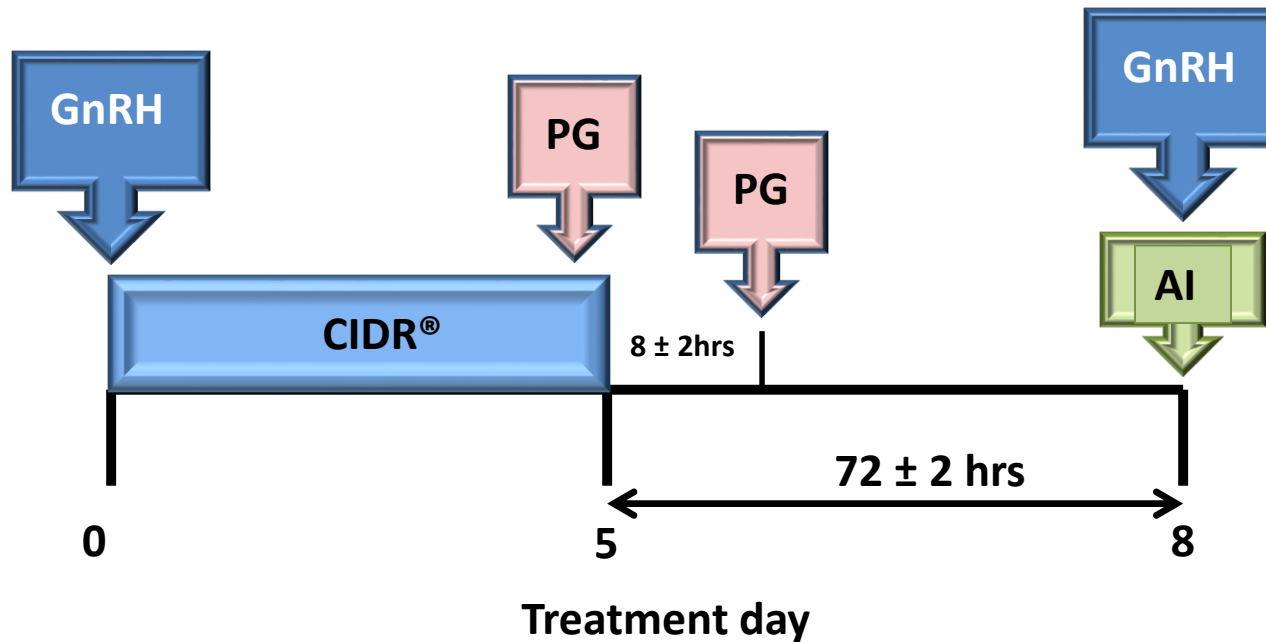 GnRH
PG
PG
GnRH
AI
CIDR®
8 ± 2hrs
72 ± 2 hrs
0
5
8
Treatment day